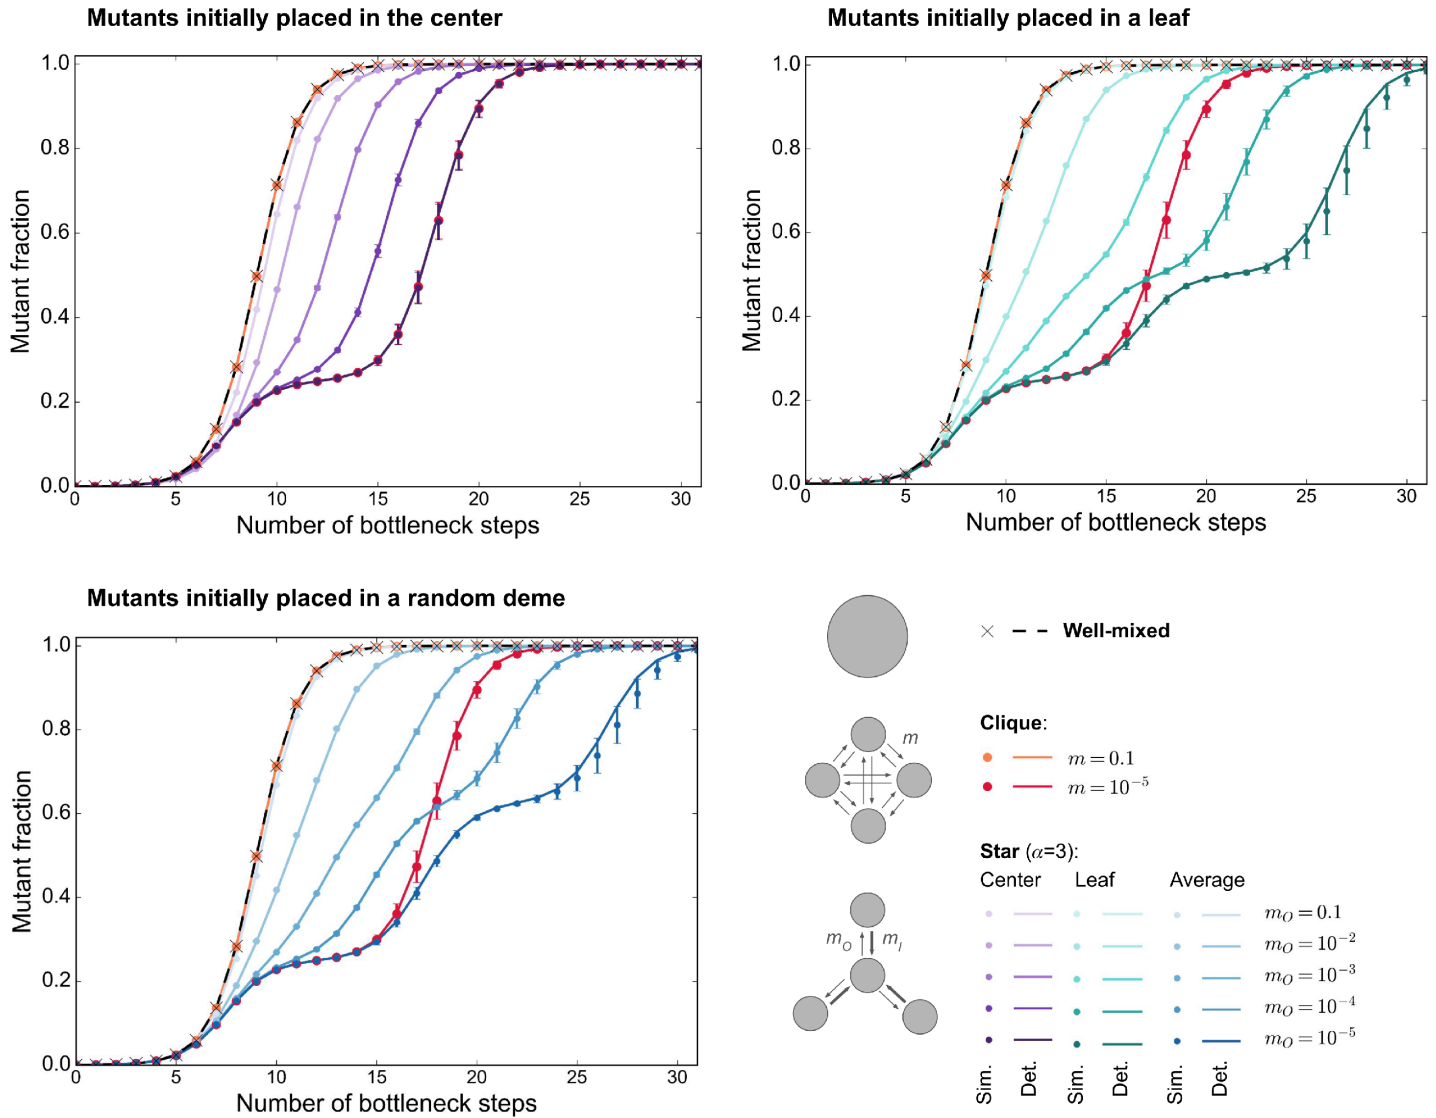 Mutants initially placed in the center
Mutants initially placed in a leaf
1.0
0.8
0.6
0.4
0.2
0.0
Mutant fraction
5
10
15
20
25
30
Number of bottleneck steps
1.0
0.8
0.6
0.4
0.2
0.0
Mutant fraction
0
5
10
15
20
25
30
Number of bottleneck steps
Mutants initially placed in a random deme
1.0
0.8
0.6
0.4
0.2
0.0
Mutant fraction
0
5
10
15
20
25
30
Number of bottleneck steps
Well-mixed
m
Clique:
m = 0.1
m = 10⁻⁵
Star (α=3):
Center Leaf Average
m_O m_I
m_O = 0.1
m_O = 10⁻²
m_O = 10⁻³
m_O = 10⁻⁴
m_O = 10⁻⁵
Sim. Det. Sim. Det. Sim. Det.